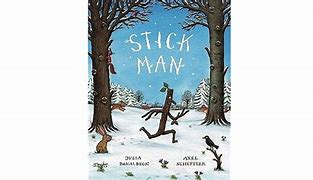 STICK
MAN
JULIA AXEL
DONALDSON SCHEFFLER